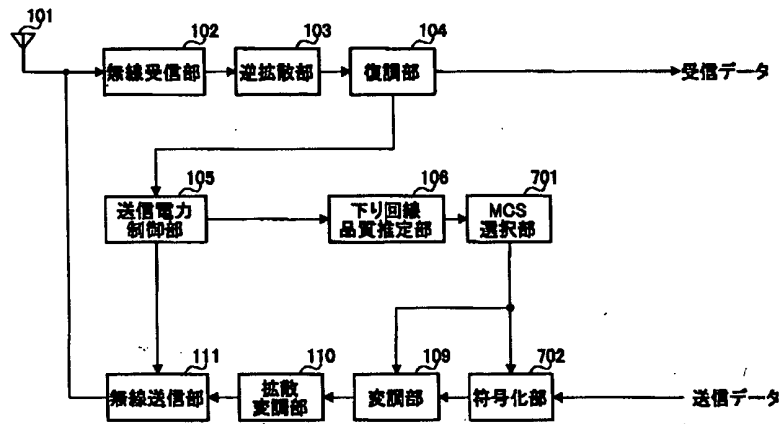 101
102
103
104
無線受信部
逆拡散部
復調部
受信データ
105
106
701
送信電力
制御部
下り回線
品質推定部
MCS
選択部
111
110
109
702
無線送信部
拡散
変調部
変調部
符号化部
送信データ